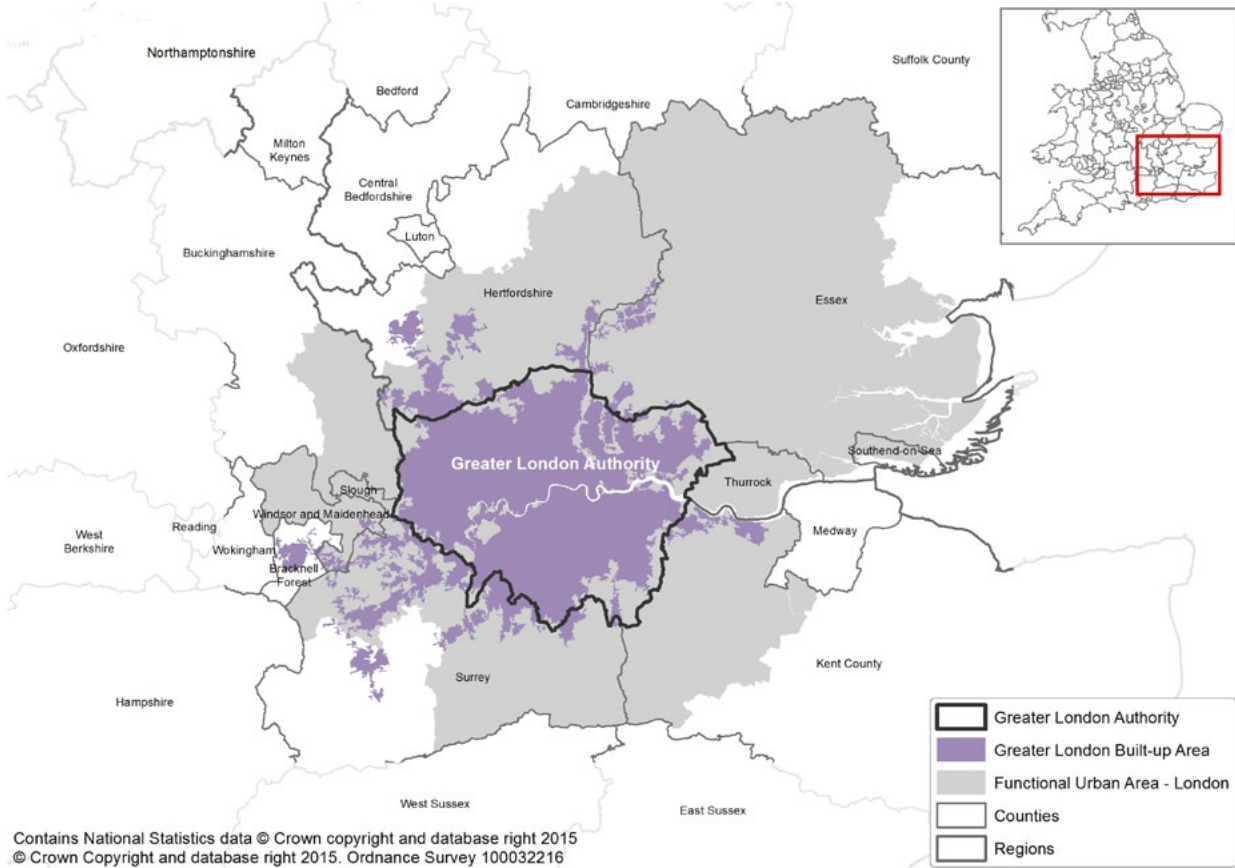 Northamptonshire
Suffolk County
Bedford
Cambridgeshire
Milton
Keynes
Central
Bedfordshire
Luton
Buckinghamshire
Hertfordshire
Essex
Oxfordshire
Greater London Authority
Southend-on-Sea
Slough
Thurrock
Windsor and Maidenhead
Reading
West
Berkshire
Wokingham
Medway
Bracknell
Forest
Kent County
Surrey
Hampshire
West Sussex
East Sussex
Greater London Authority
Greater London Built-up Area
Functional Urban Area - London
Counties
Regions
Contains National Statistics data © Crown copyright and database right 2015
© Crown Copyright and database right 2015. Ordnance Survey 100032216